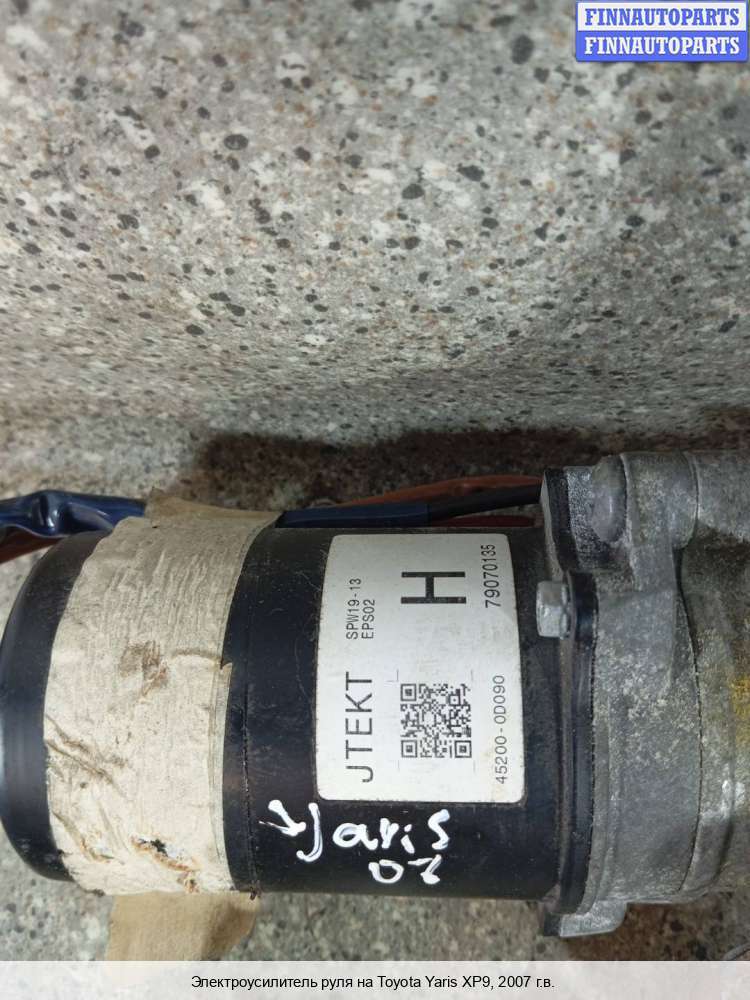 FINNAUTOPARTS
FINNAUTOPARTS
JTEKT
SPW19-13
EPS02
H
45200-0D090
79070135
Yaris
07
Электроусилитель руля на Toyota Yaris XP9, 2007 г.в.